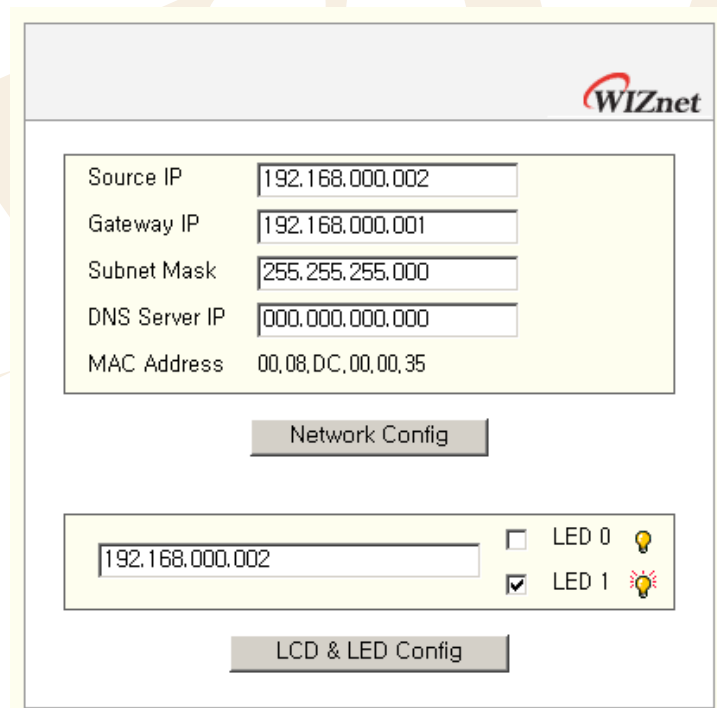 WIZnet
Source IP 192.168.000.002
Gateway IP 192.168.000.001
Subnet Mask 255.255.255.000
DNS Server IP 000.000.000.000
MAC Address 00,08,DC,00,00,35
Network Config
192.168.000.002
LED 0
LED 1
LCD & LED Config